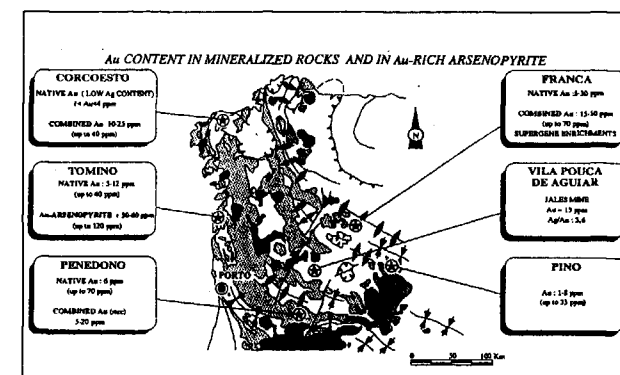 Au CONTENT IN MINERALIZED ROCKS AND IN Au-RICH ARSENOPYRITE
CORCOESTO
NATIVE Au (LOW Ag CONTENT)
ppm
COMBINED Au 10-25 ppm
(up to 40 ppm)
TOMINO
NATIVE Au : 5-12 ppm
(up to 40 ppm)
Au-ARSENOPYRITE : 30-60 ppm
(up to 120 ppm)
PENEDONO
NATIVE Au : 6 ppm
(up to 70 ppm)
COMBINED Au
5-20 ppm
PORTO
N
FRANCA
NATIVE Au : 5-30 ppm
COMBINED Au : 15-50 ppm
(up to 70 ppm)
SUPERGENE ENRICHMENTS
VILA POUCA
DE AGUIAR
JALES MINE
Au = 15 ppm
Ag/Au : 5,6
PINO
Au : 1-8 ppm
(up to 35 ppm)
0 50 100 Km